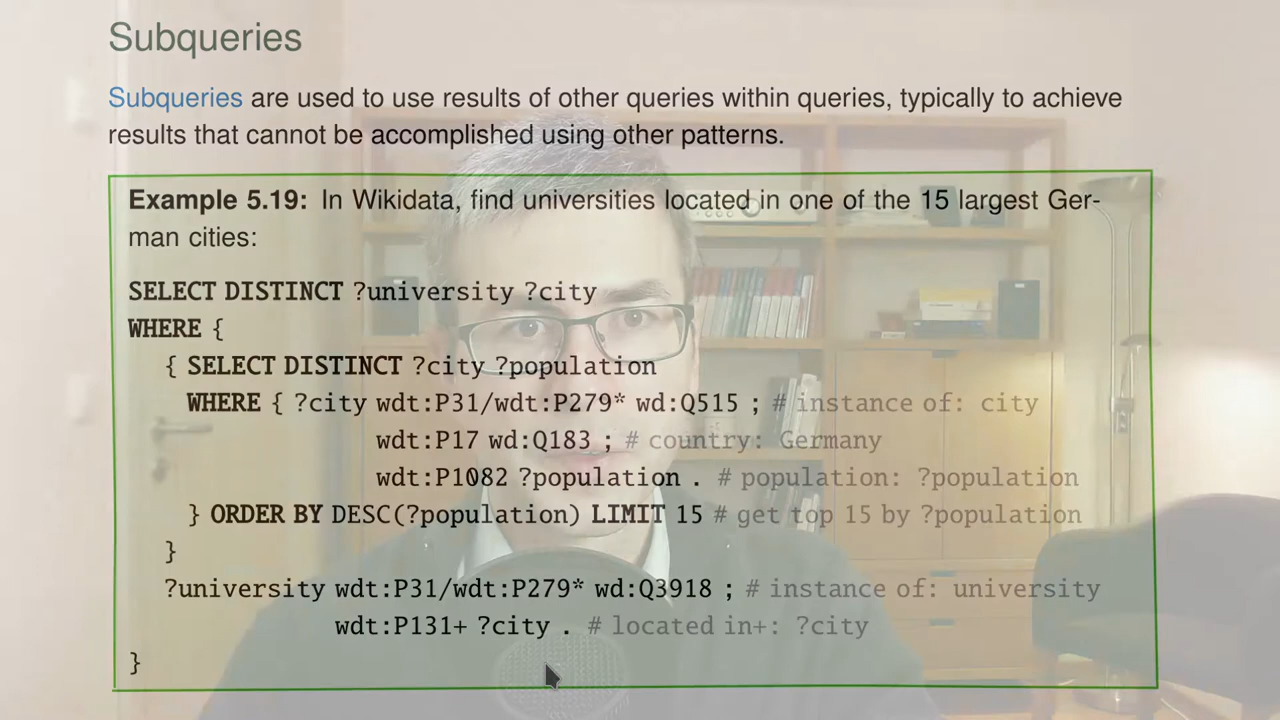 Subqueries
Subqueries are used to use results of other queries within queries, typically to achieve
results that cannot be accomplished using other patterns.
Example 5.19: In Wikidata, find universities located in one of the 15 largest Ger-
man cities:
SELECT DISTINCT ?university ?city
WHERE {
{ SELECT DISTINCT ?city ?population
WHERE { ?city wdt:P31/wdt:P279* wd:Q515 ; # instance of: city
wdt:P17 wd:Q183 ; # country: Germany
wdt:P1082 ?population . # population: ?population
} ORDER BY DESC(?population) LIMIT 15 # get top 15 by ?population
}
?university wdt:P31/wdt:P279* wd:Q3918 ; # instance of: university
wdt:P131+ ?city . # located in+: ?city
}